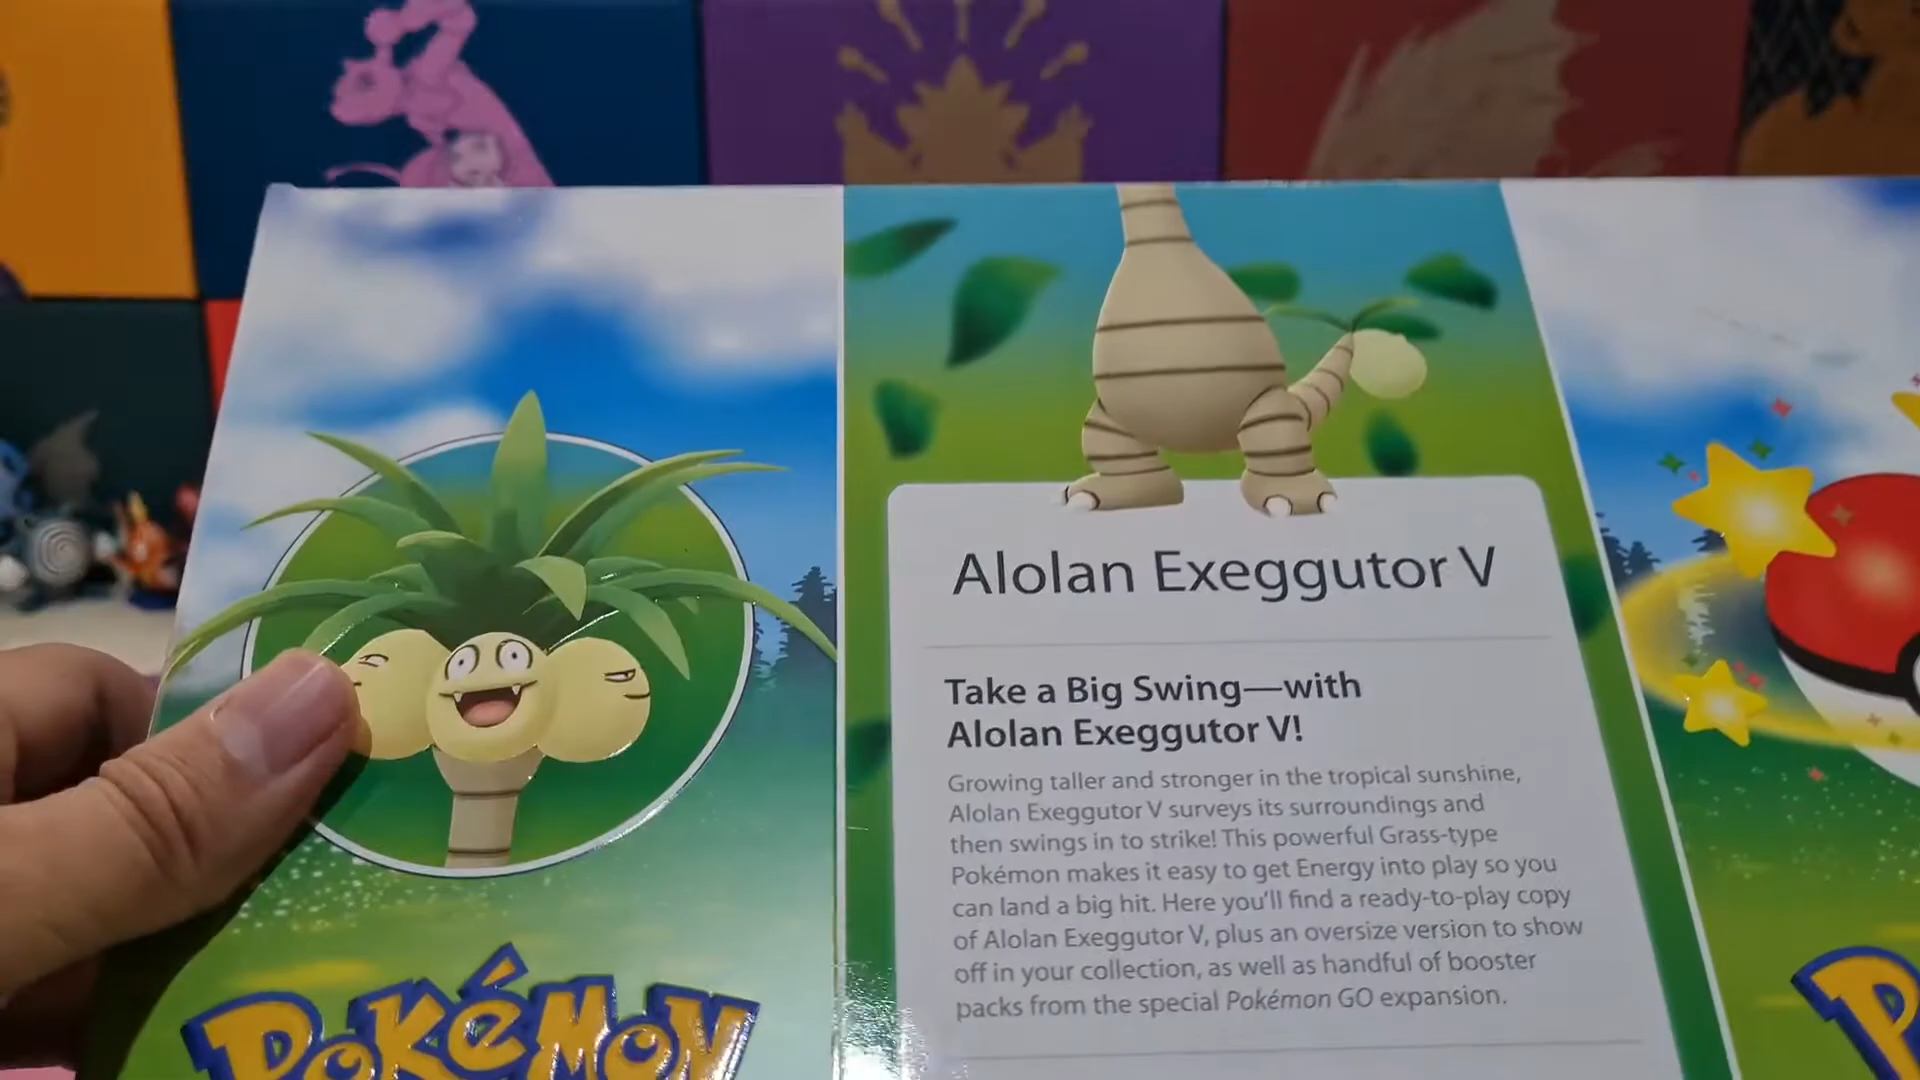 Alolan Exeggutor V
Take a Big Swing—with
Alolan Exeggutor V!
Growing taller and stronger in the tropical sunshine,
Alolan Exeggutor V surveys its surroundings and
then swings in to strike! This powerful Grass-type
Pokémon makes it easy to get Energy into play so you
can land a big hit. Here you'll find a ready-to-play copy
of Alolan Exeggutor V, plus an oversize version to show
off in your collection, as well as handful of booster
packs from the special Pokémon GO expansion.
POKéMON
P